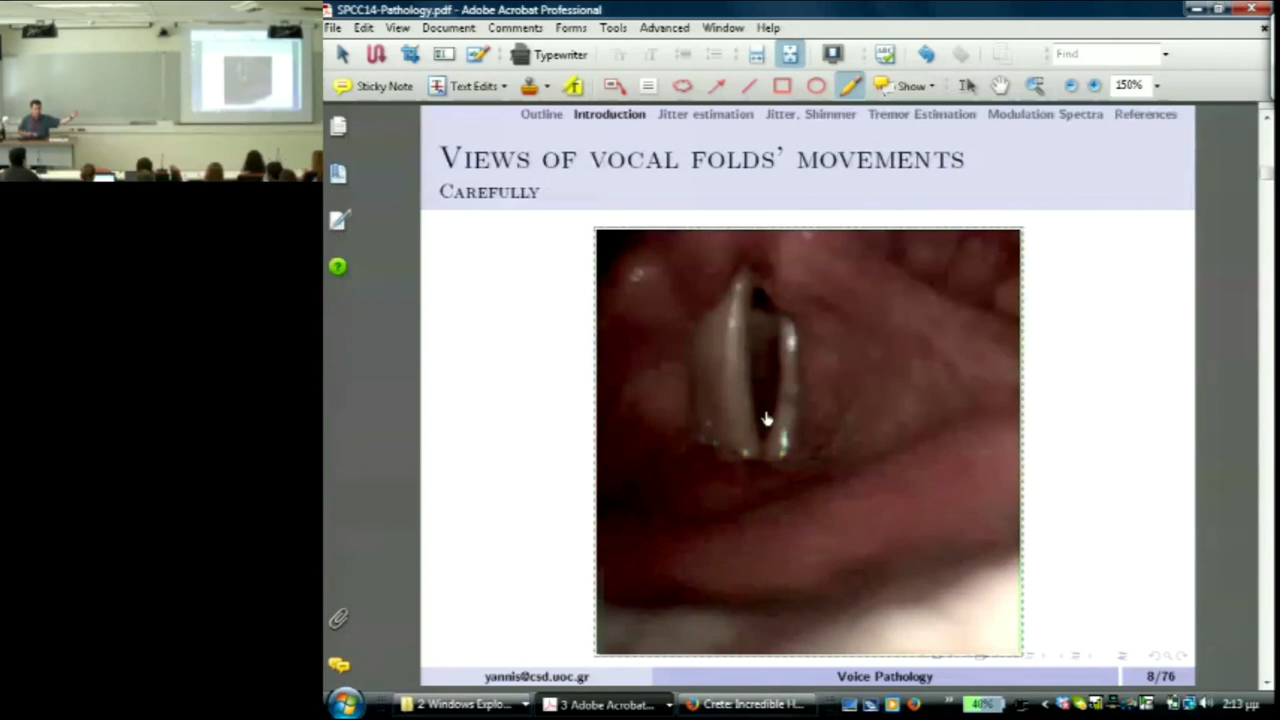 SPCC14-Pathology.pdf - Adobe Acrobat Professional
File Edit View Document Comments Forms Tools Advanced Window Help
Typewriter Find
Sticky Note Text Edits Show 150%
Outline Introduction Jitter estimation Jitter, Shimmer Tremor Estimation Modulation Spectra References
Views of vocal folds' movements
Carefully
yannis@csd.uoc.gr Voice Pathology 8/76
2 Windows Explo... 3 Adobe Acrobat... Crete: Incredible H... 40% 2:13 μμ